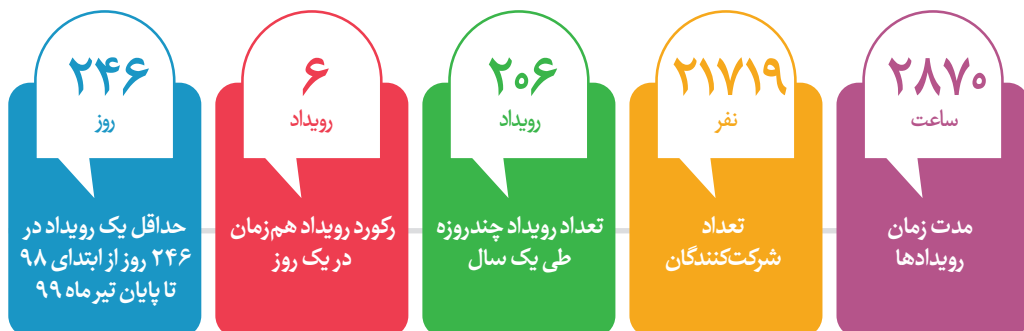 ۲۸۷۰
ساعت
مدت زمان
رویدادها
۲۱۷۱۹
نفر
تعداد
شرکت‌کنندگان
۲۰۶
رویداد
تعداد رویداد چندروزه
طی یک سال
۶
رویداد
رکورد رویداد هم‌زمان
در یک روز
۲۴۶
روز
حداقل یک رویداد در
۲۴۶ روز از ابتدای ۹۸
تا پایان تیر ماه ۹۹